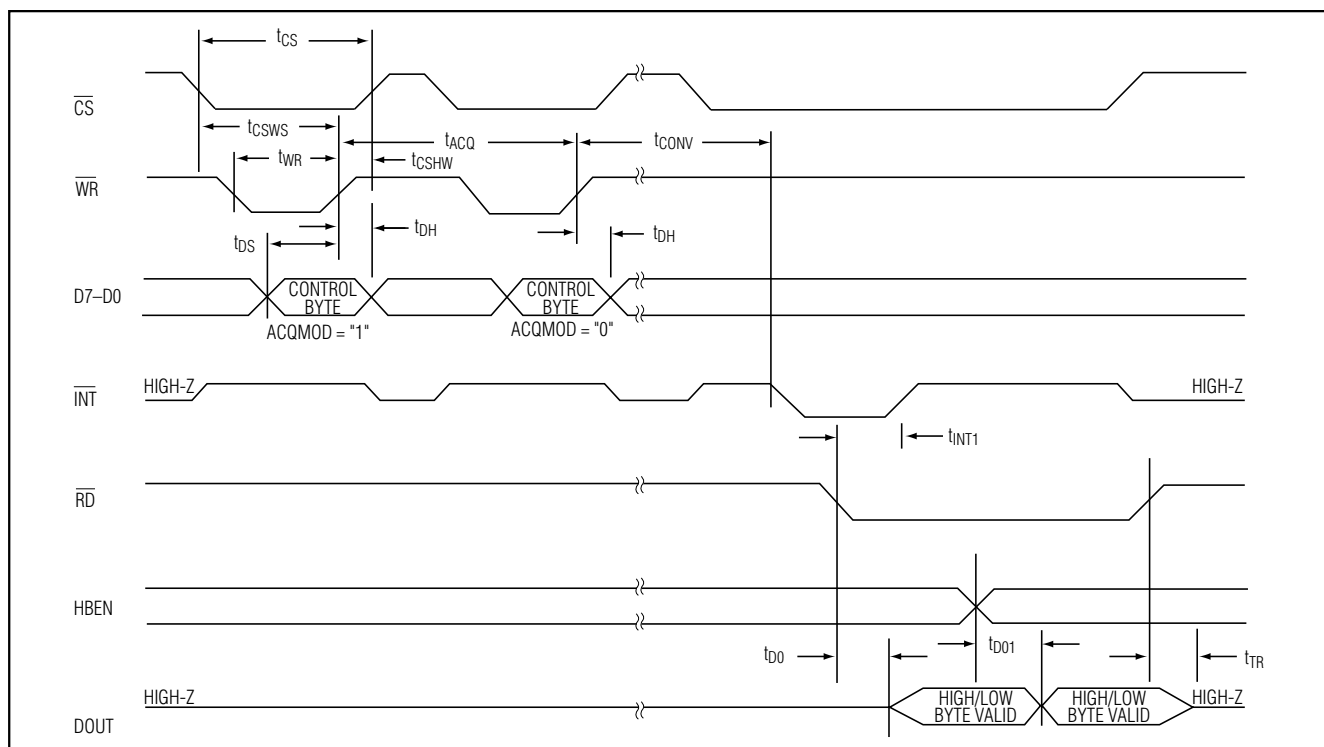 tCS
CS
tCSWS
tACQ
tCONV
tWR
tCSHW
WR
tDH
tDS
tDH
D7–D0
CONTROL
BYTE
CONTROL
BYTE
ACQMOD = "1"
ACQMOD = "0"
INT
HIGH-Z
HIGH-Z
tINT1
RD
HBEN
tD0
tD01
tTR
HIGH-Z
HIGH/LOW
BYTE VALID
HIGH/LOW
BYTE VALID
HIGH-Z
DOUT